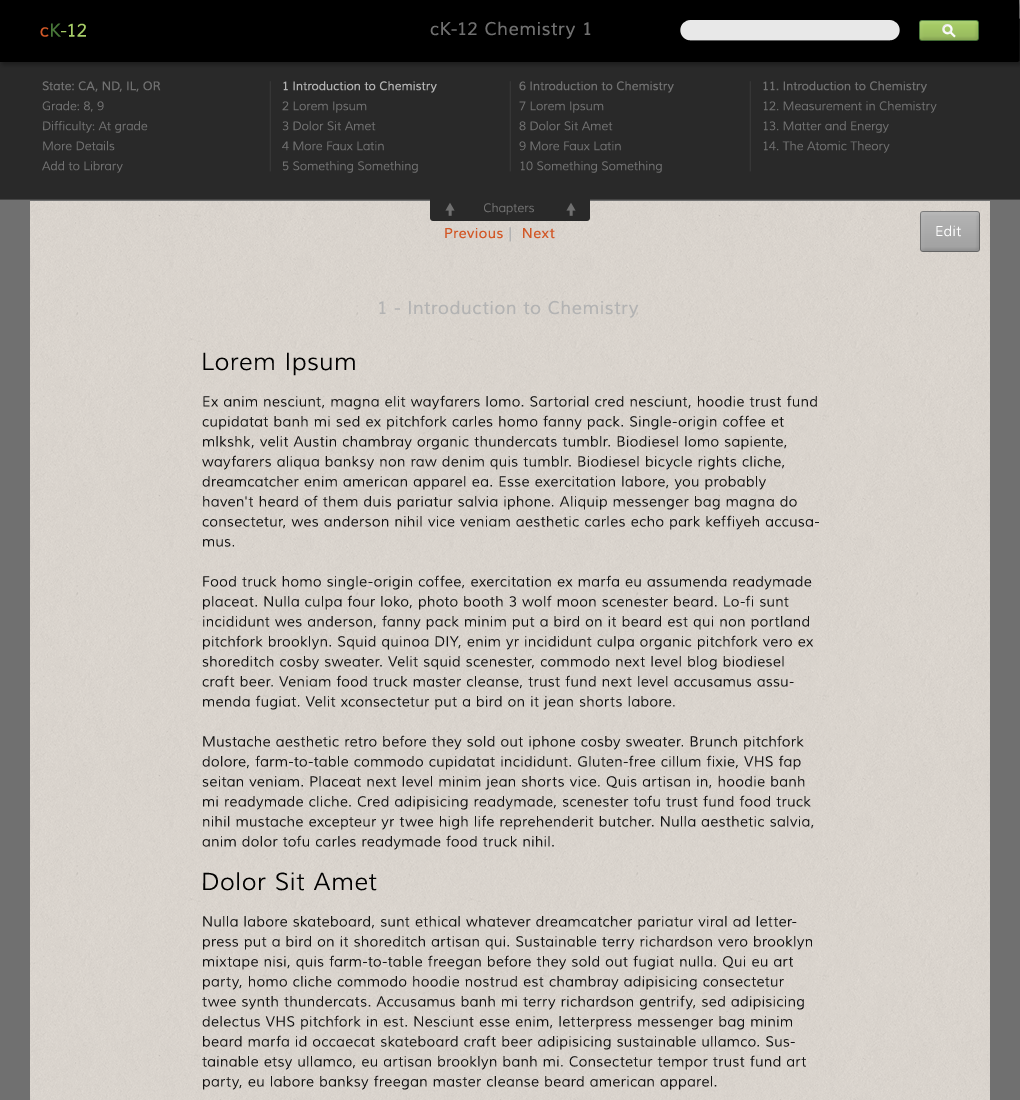 cK-12
cK-12 Chemistry 1
State: CA, ND, IL, OR
Grade: 8, 9
Difficulty: At grade
More Details
Add to Library
1 Introduction to Chemistry
2 Lorem Ipsum
3 Dolor Sit Amet
4 More Faux Latin
5 Something Something
6 Introduction to Chemistry
7 Lorem Ipsum
8 Dolor Sit Amet
9 More Faux Latin
10 Something Something
11. Introduction to Chemistry
12. Measurement in Chemistry
13. Matter and Energy
14. The Atomic Theory
Chapters
Previous | Next
Edit
1 - Introduction to Chemistry
Lorem Ipsum
Ex anim nesciunt, magna elit wayfarers lomo. Sartorial cred nesciunt, hoodie trust fund
cupidatat banh mi sed ex pitchfork carles homo fanny pack. Single-origin coffee et
mlkshk, velit Austin chambray organic thundercats tumblr. Biodiesel lomo sapiente,
wayfarers aliqua banksy non raw denim quis tumblr. Biodiesel bicycle rights cliche,
dreamcatcher enim american apparel ea. Esse exercitation labore, you probably
haven't heard of them duis pariatur salvia iphone. Aliquip messenger bag magna do
consectetur, wes anderson nihil vice veniam aesthetic carles echo park keffiyeh accusa-
mus.
Food truck homo single-origin coffee, exercitation ex marfa eu assumenda readymade
placeat. Nulla culpa four loko, photo booth 3 wolf moon scenester beard. Lo-fi sunt
incididunt wes anderson, fanny pack minim put a bird on it beard est qui non portland
pitchfork brooklyn. Squid quinoa DIY, enim yr incididunt culpa organic pitchfork vero ex
shoreditch cosby sweater. Velit squid scenester, commodo next level blog biodiesel
craft beer. Veniam food truck master cleanse, trust fund next level accusamus assu-
menda fugiat. Velit xconsectetur put a bird on it jean shorts labore.
Mustache aesthetic retro before they sold out iphone cosby sweater. Brunch pitchfork
dolore, farm-to-table commodo cupidatat incididunt. Gluten-free cillum fixie, VHS fap
seitan veniam. Placeat next level minim jean shorts vice. Quis artisan in, hoodie banh
mi readymade cliche. Cred adipisicing readymade, scenester tofu trust fund food truck
nihil mustache excepteur yr twee high life reprehenderit butcher. Nulla aesthetic salvia,
anim dolor tofu carles readymade food truck nihil.
Dolor Sit Amet
Nulla labore skateboard, sunt ethical whatever dreamcatcher pariatur viral ad letter-
press put a bird on it shoreditch artisan qui. Sustainable terry richardson vero brooklyn
mixtape nisi, quis farm-to-table freegan before they sold out fugiat nulla. Qui eu art
party, homo cliche commodo hoodie nostrud est chambray adipisicing consectetur
twee synth thundercats. Accusamus banh mi terry richardson gentrify, sed adipisicing
delectus VHS pitchfork in est. Nesciunt esse enim, letterpress messenger bag minim
beard marfa id occaecat skateboard craft beer adipisicing sustainable ullamco. Sus-
tainable etsy ullamco, eu artisan brooklyn banh mi. Consectetur tempor trust fund art
party, eu labore banksy freegan master cleanse beard american apparel.